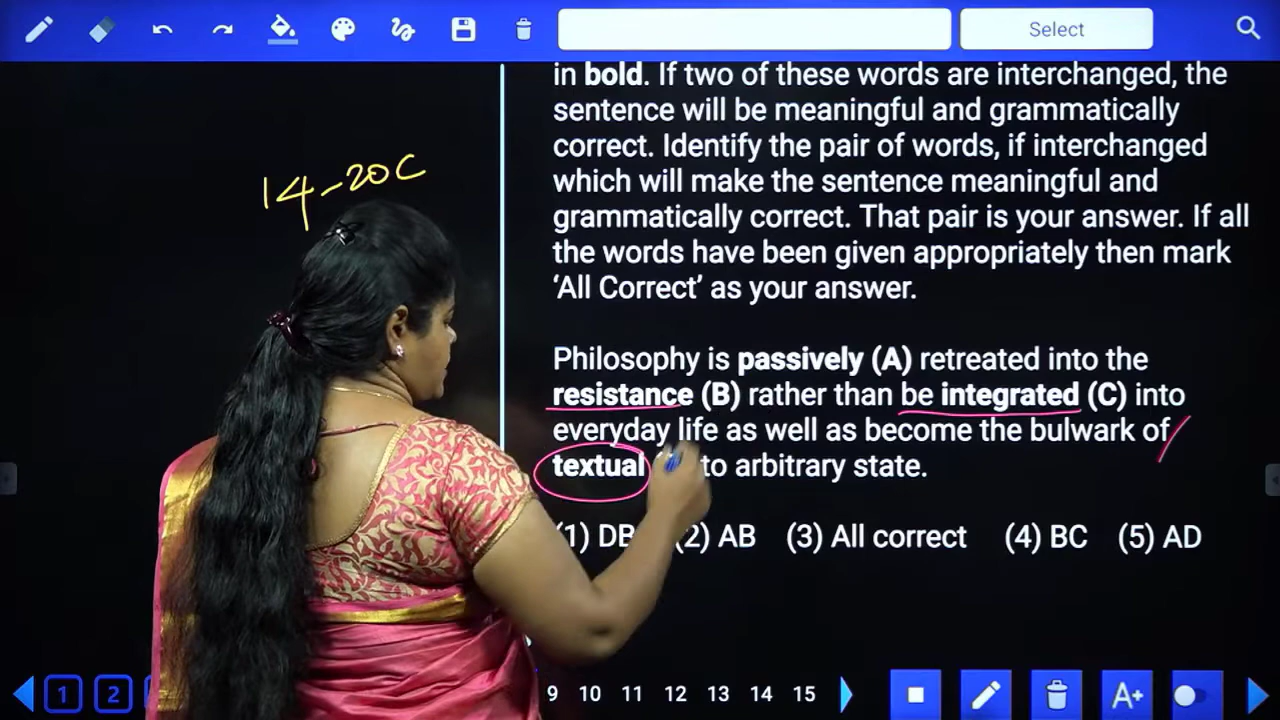 Select
in bold. If two of these words are interchanged, the
sentence will be meaningful and grammatically
correct. Identify the pair of words, if interchanged
which will make the sentence meaningful and
grammatically correct. That pair is your answer. If all
the words have been given appropriately then mark
‘All Correct’ as your answer.
14-20C
Philosophy is passively (A) retreated into the
resistance (B) rather than be integrated (C) into
everyday life as well as become the bulwark of
textual to arbitrary state.
(1) DB (2) AB (3) All correct (4) BC (5) AD
1 2 9 10 11 12 13 14 15
A+